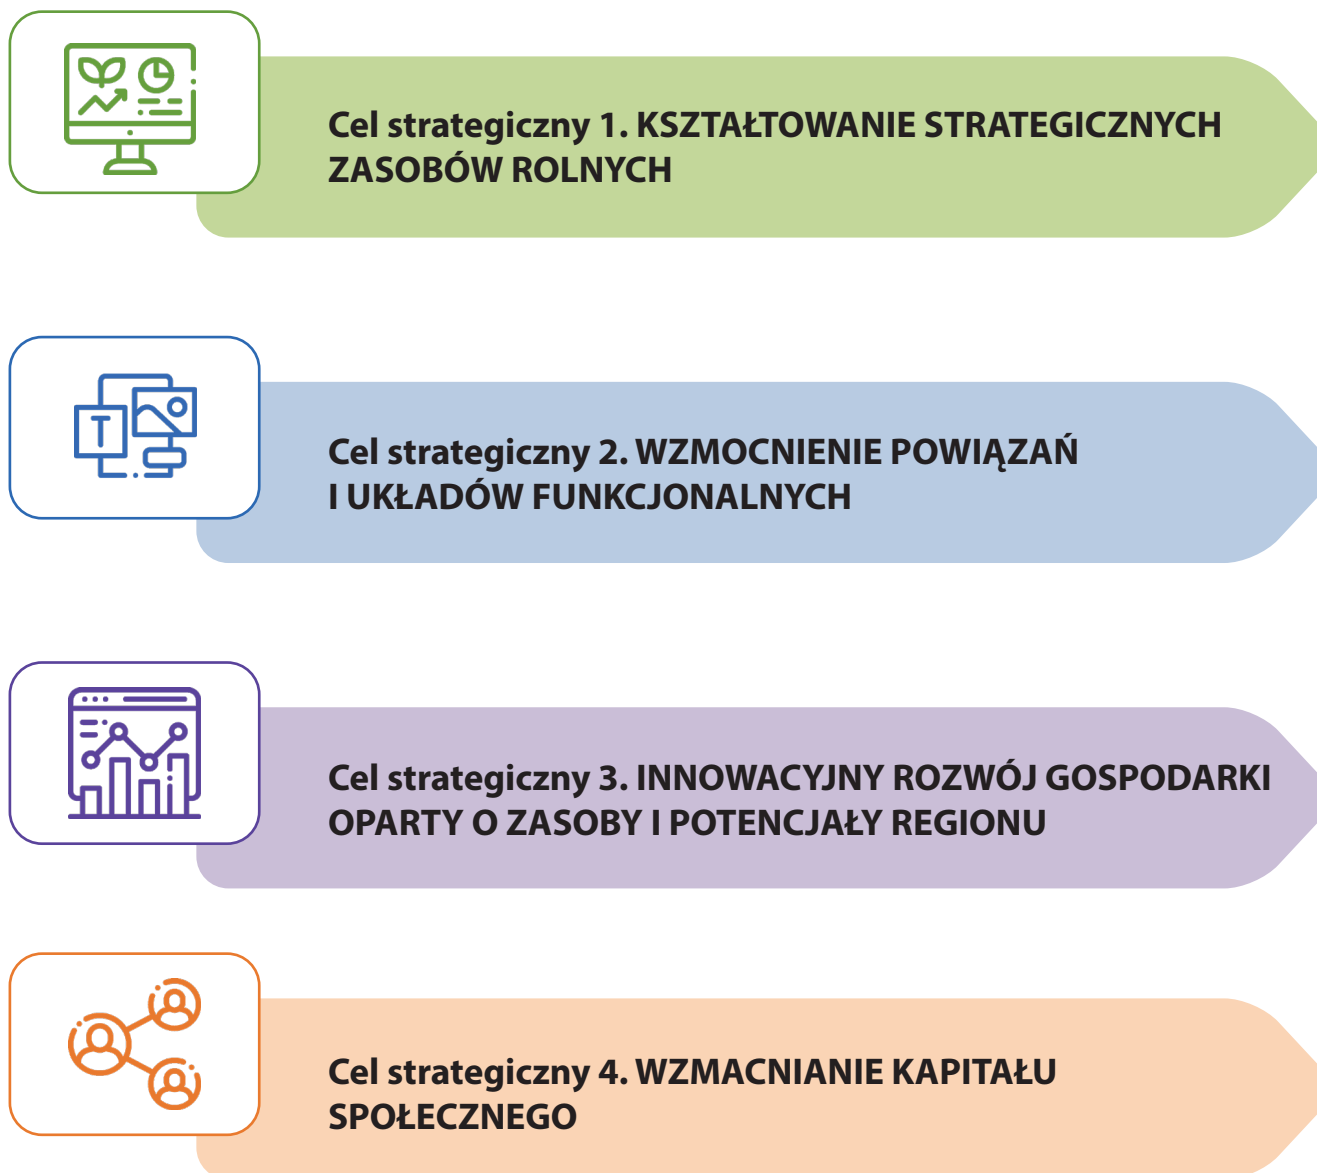 Cel strategiczny 1. KSZTAŁTOWANIE STRATEGICZNYCH
ZASOBÓW ROLNYCH
T
Cel strategiczny 2. WZMOCNIENIE POWIĄZAŃ
I UKŁADÓW FUNKCJONALNYCH
Cel strategiczny 3. INNOWACYJNY ROZWÓJ GOSPODARKI
OPARTY O ZASOBY I POTENCJAŁY REGIONU
Cel strategiczny 4. WZMACNIANIE KAPITAŁU
SPOŁECZNEGO